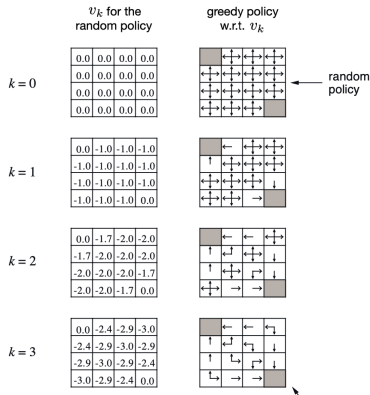 v_k for the random policy
greedy policy w.r.t. v_k
k = 0
0.0 0.0 0.0 0.0
0.0 0.0 0.0 0.0
0.0 0.0 0.0 0.0
0.0 0.0 0.0 0.0
random policy
k = 1
0.0 -1.0 -1.0 -1.0
-1.0 -1.0 -1.0 -1.0
-1.0 -1.0 -1.0 -1.0
-1.0 -1.0 -1.0 0.0
k = 2
0.0 -1.7 -2.0 -2.0
-1.7 -2.0 -2.0 -2.0
-2.0 -2.0 -2.0 -1.7
-2.0 -2.0 -1.7 0.0
k = 3
0.0 -2.4 -2.9 -3.0
-2.4 -2.9 -3.0 -2.9
-2.9 -3.0 -2.9 -2.4
-3.0 -2.9 -2.4 0.0